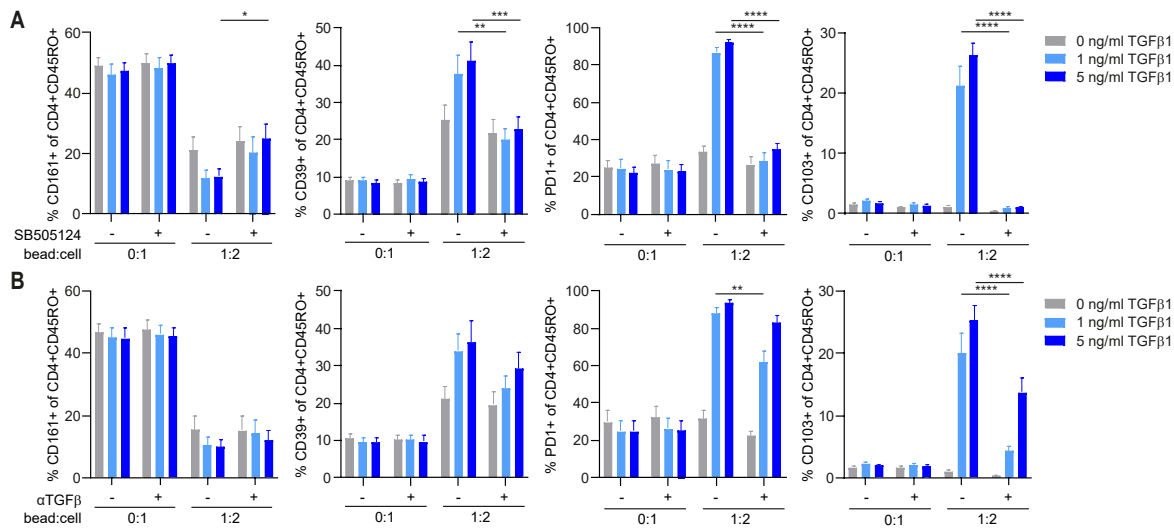 A
% CD161+ of CD4+CD45RO+
60
40
20
0
*
% CD39+ of CD4+CD45RO+
50
40
30
20
10
0
**
***
% PD1+ of CD4+CD45RO+
100
80
60
40
20
0
****
****
% CD103+ of CD4+CD45RO+
30
20
10
0
****
****
0 ng/ml TGFβ1
1 ng/ml TGFβ1
5 ng/ml TGFβ1
SB505124 - + - + - + - + - + - + - + - +
bead:cell 0:1 1:2 0:1 1:2 0:1 1:2 0:1 1:2
B
% CD161+ of CD4+CD45RO+
60
40
20
0
% CD39+ of CD4+CD45RO+
50
40
30
20
10
0
% PD1+ of CD4+CD45RO+
100
80
60
40
20
0
**
% CD103+ of CD4+CD45RO+
30
20
10
0
****
****
0 ng/ml TGFβ1
1 ng/ml TGFβ1
5 ng/ml TGFβ1
αTGFβ - + - + - + - + - + - + - + - +
bead:cell 0:1 1:2 0:1 1:2 0:1 1:2 0:1 1:2